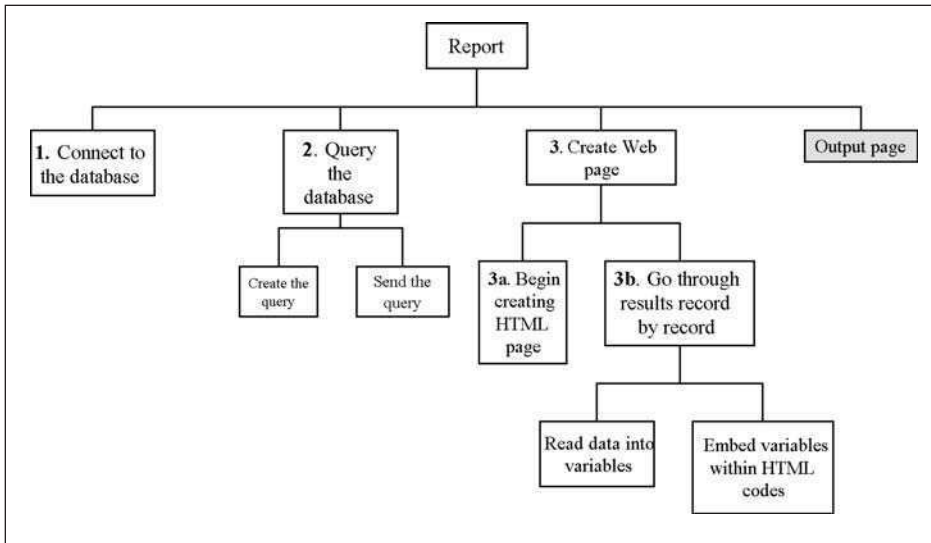 Report
1. Connect to
the database
2. Query
the
database
3. Create Web
page
Output page
Create the
query
Send the
query
3a. Begin
creating
HTML
page
3b. Go through
results record
by record
Read data into
variables
Embed variables
within HTML
codes